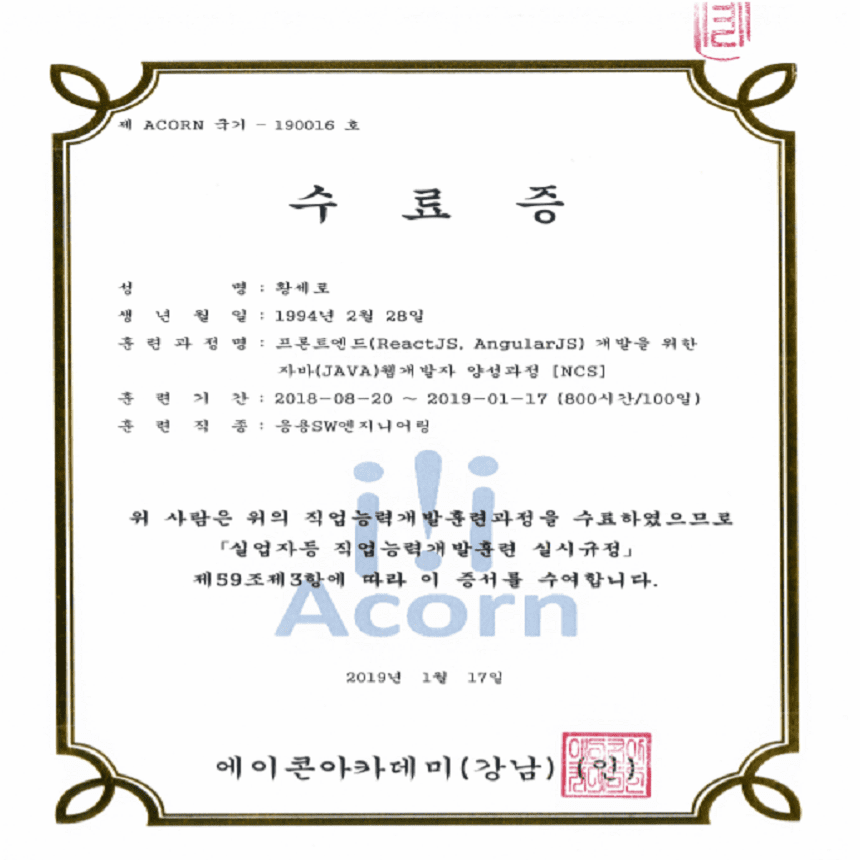 제 ACORN 국기 - 190016 호
수 료 증
성 명 : 황세로
생 년 월 일 : 1994년 2월 28일
훈 련 과 정 명 : 프론트엔드(ReactJS, AngularJS) 개발을 위한
자바(JAVA)웹개발자 양성과정 [NCS]
훈 련 기 간 : 2018-08-20 ~ 2019-01-17 (800시간/100일)
훈 련 직 종 : 응용SW엔지니어링
위 사람은 위의 직업능력개발훈련과정을 수료하였으므로
「실업자등 직업능력개발훈련 실시규정」
제59조제3항에 따라 이 증서를 수여합니다.
Acorn
2019년 1월 17일
에이콘아카데미(강남) (인)